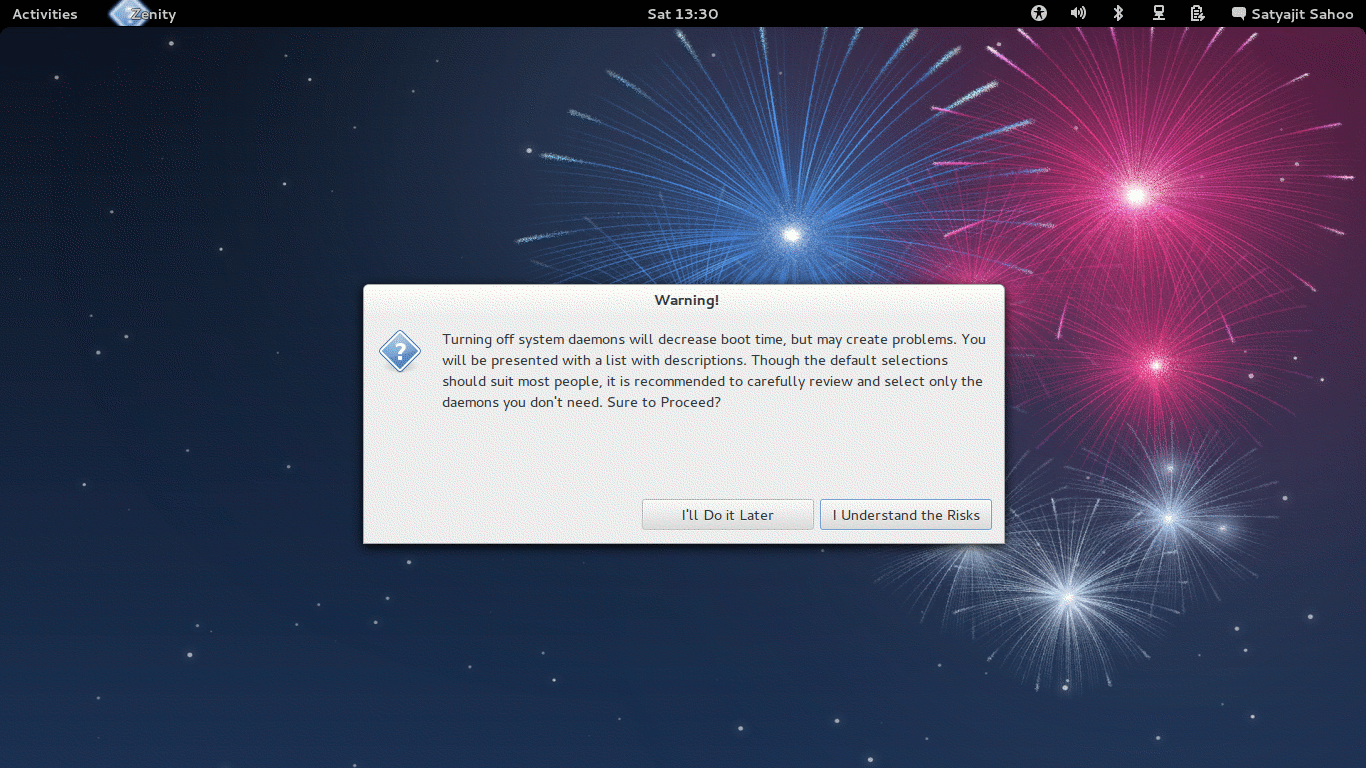 Activities Zenity Sat 13:30 Satyajit Sahoo
Warning!
?
Turning off system daemons will decrease boot time, but may create problems. You
will be presented with a list with descriptions. Though the default selections
should suit most people, it is recommended to carefully review and select only the
daemons you don't need. Sure to Proceed?
I'll Do it Later I Understand the Risks